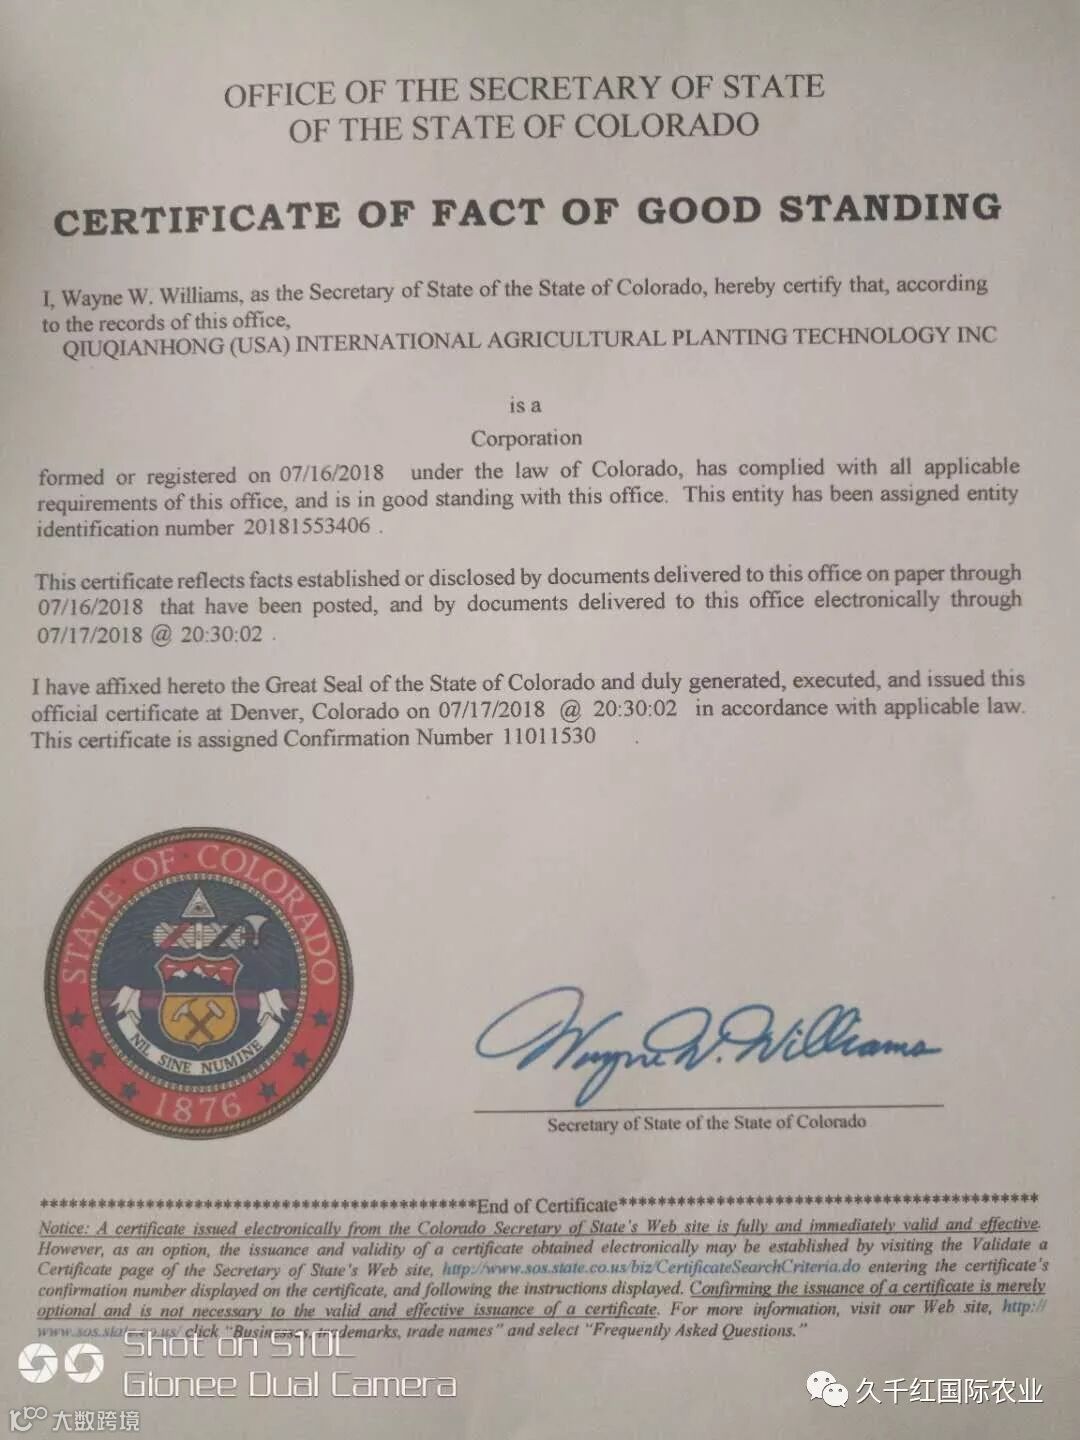 OFFICE OF THE SECRETARY OF STATE
OF THE STATE OF COLORADO
CERTIFICATE OF FACT OF GOOD STANDING
I, Wayne W. Williams, as the Secretary of State of the State of Colorado, hereby certify that, according
to the records of this office,
QIUQIANHONG (USA) INTERNATIONAL AGRICULTURAL PLANTING TECHNOLOGY INC
is a
Corporation
formed or registered on 07/16/2018 under the law of Colorado, has complied with all applicable
requirements of this office, and is in good standing with this office. This entity has been assigned entity
identification number 20181553406 .
This certificate reflects facts established or disclosed by documents delivered to this office on paper through
07/16/2018 that have been posted, and by documents delivered to this office electronically through
07/17/2018 @ 20:30:02 .
I have affixed hereto the Great Seal of the State of Colorado and duly generated, executed, and issued this
official certificate at Denver, Colorado on 07/17/2018 @ 20:30:02 in accordance with applicable law.
This certificate is assigned Confirmation Number 11011530 .
STATE OF COLORADO
NIL SINE NUMINE
1876
Wayne W. Williams
Secretary of State of the State of Colorado
*********************************************End of Certificate*******************************************
Notice: A certificate issued electronically from the Colorado Secretary of State's Web site is fully and immediately valid and effective.
However, as an option, the issuance and validity of a certificate obtained electronically may be established by visiting the Validate a
Certificate page of the Secretary of State's Web site, http://www.sos.state.co.us/biz/CertificateSearchCriteria.do entering the certificate's
confirmation number displayed on the certificate, and following the instructions displayed. Confirming the issuance of a certificate is merely
optional and is not necessary to the valid and effective issuance of a certificate. For more information, visit our Web site, http://
www.sos.state.co.us/ click "Businesses, trademarks, trade names" and select "Frequently Asked Questions."
Shot on S10L
Gionee Dual Camera
久千红国际农业
大数跨境